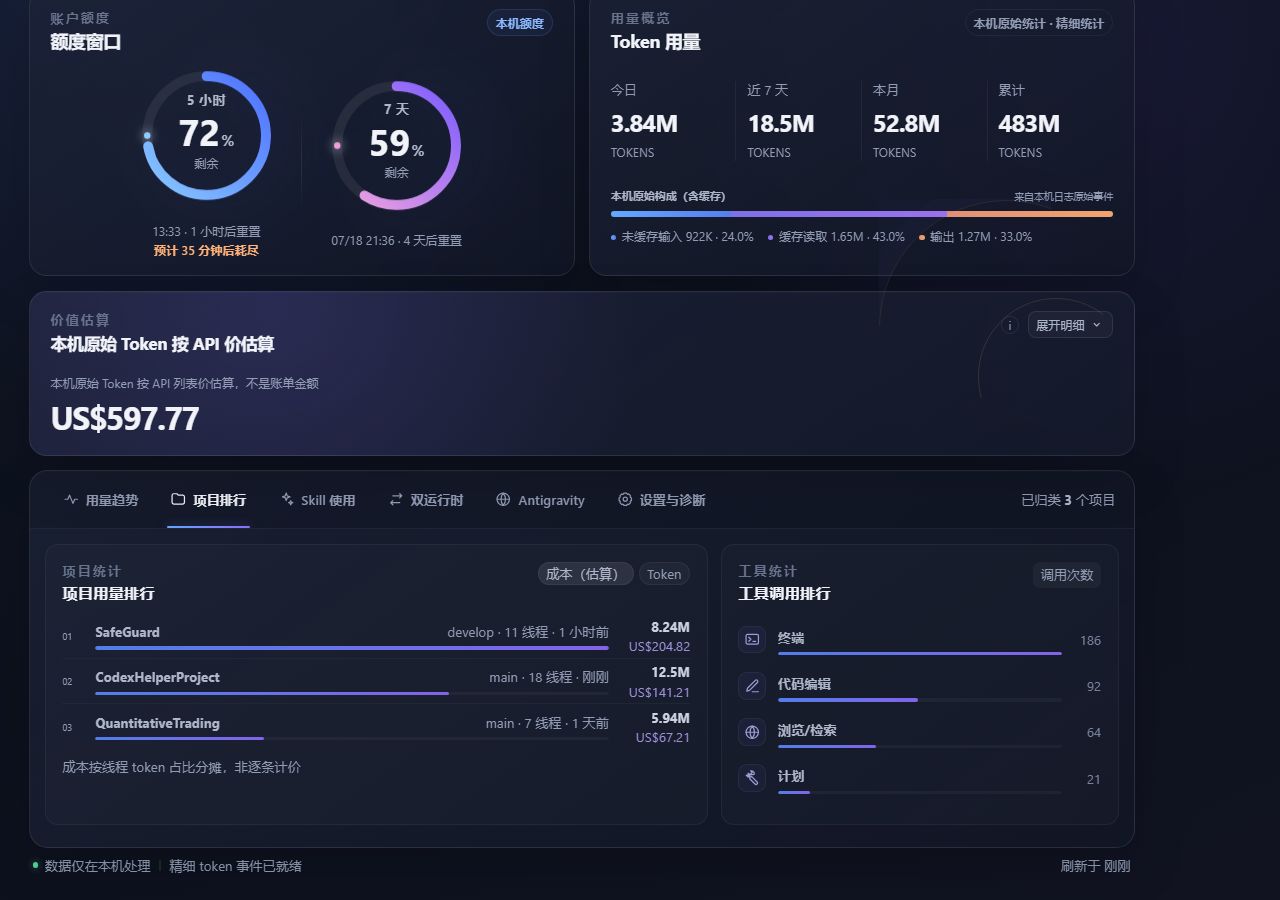 账户额度
额度窗口
本机额度
5 小时
72%
剩余
13:33 · 1 小时后重置
预计 35 分钟后耗尽
7 天
59%
剩余
07/18 21:36 · 4 天后重置
用量概览
Token 用量
本机原始统计 · 精细统计
今日
3.84M
TOKENS
近 7 天
18.5M
TOKENS
本月
52.8M
TOKENS
累计
483M
TOKENS
本机原始构成（含缓存）
来自本机日志原始事件
未缓存输入 922K · 24.0%
缓存读取 1.65M · 43.0%
输出 1.27M · 33.0%
价值估算
本机原始 Token 按 API 价估算
展开明细
本机原始 Token 按 API 列表价估算，不是账单金额
US$597.77
用量趋势
项目排行
Skill 使用
双运行时
Antigravity
设置与诊断
已归类 3 个项目
项目统计
项目用量排行
成本（估算）
Token
01 SafeGuard develop · 11 线程 · 1 小时前 8.24M
US$204.82
02 CodexHelperProject main · 18 线程 · 刚刚 12.5M
US$141.21
03 QuantitativeTrading main · 7 线程 · 1 天前 5.94M
US$67.21
成本按线程 token 占比分摊，非逐条计价
工具统计
工具调用排行
调用次数
终端 186
代码编辑 92
浏览/检索 64
计划 21
数据仅在本机处理
精细 token 事件已就绪
刷新于 刚刚